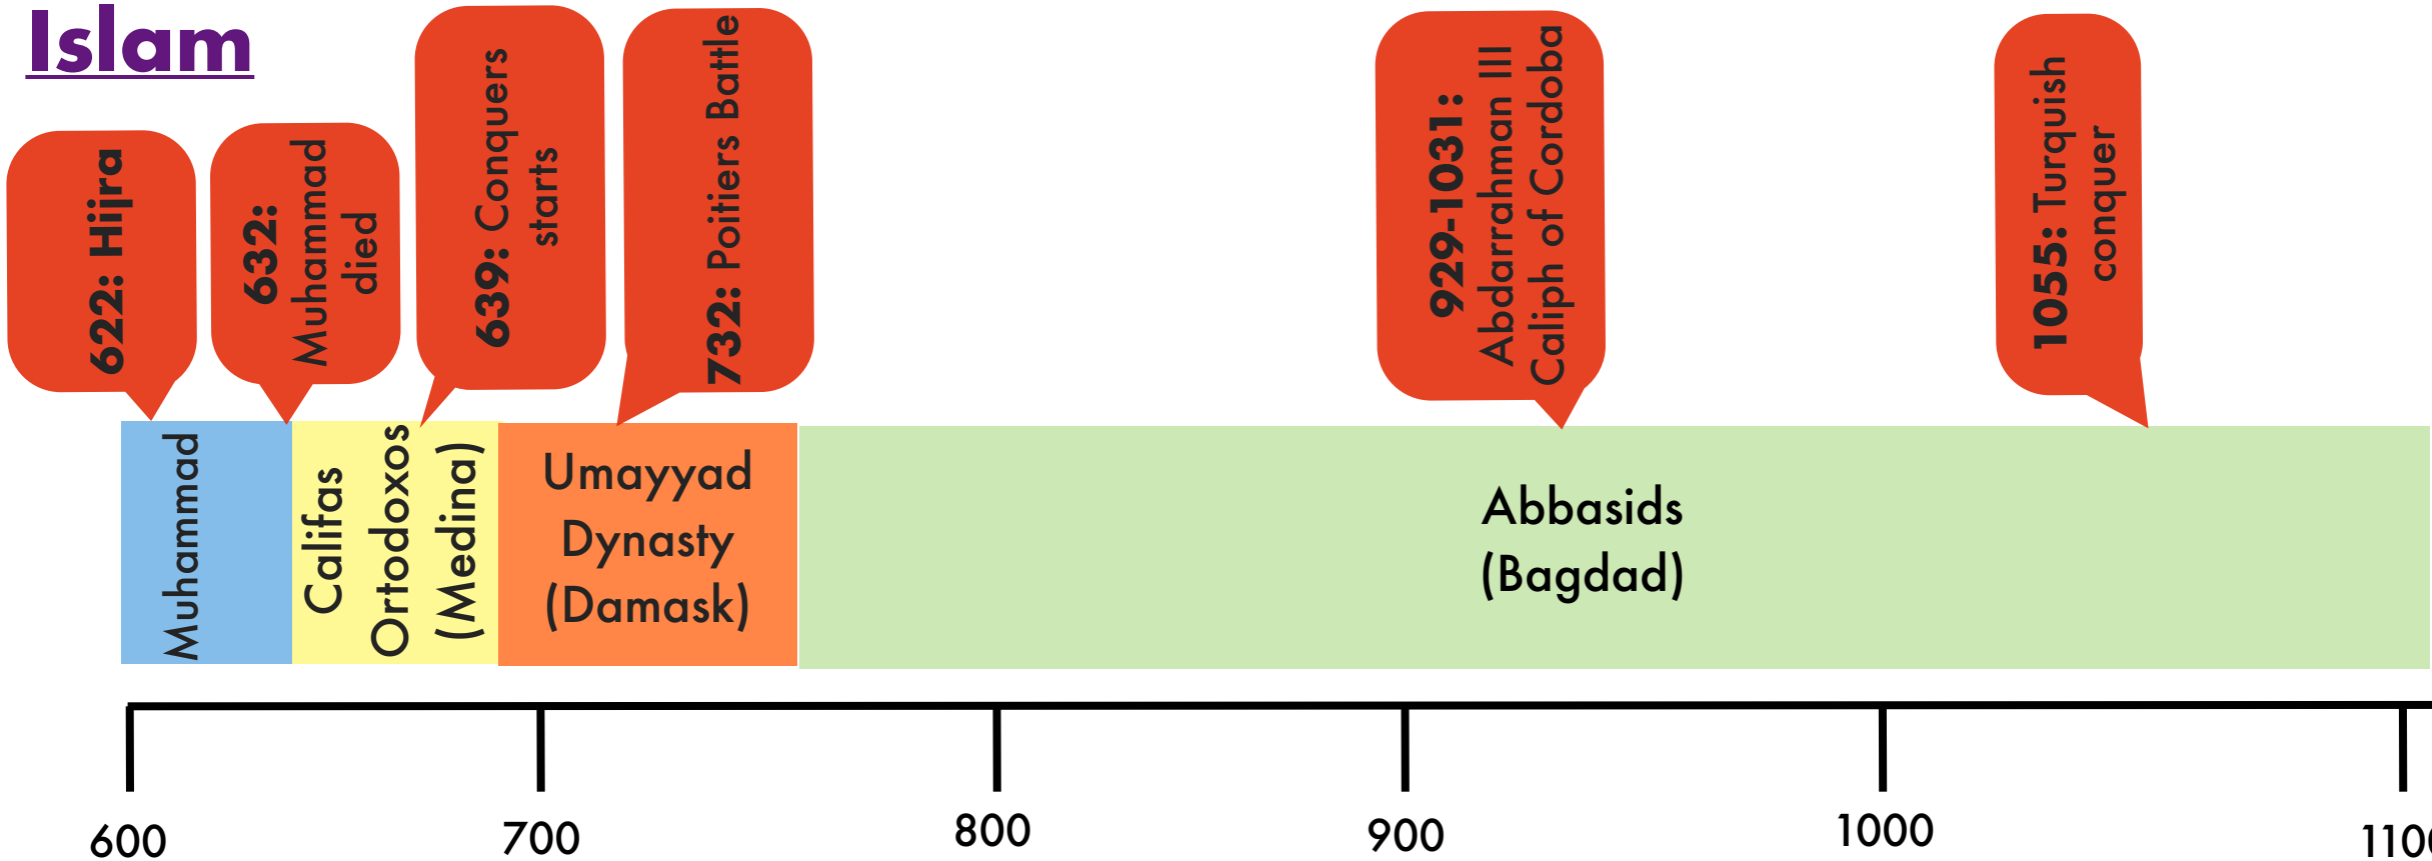 Islam
622: Hijra
632:
Muhammad
died
639: Conquers
starts
732: Poitiers Battle
929-1031:
Abdarrahman III
Caliph of Cordoba
1055: Turquish
conquer
Muhammad
Califas
Ortodoxos
(Medina)
Umayyad
Dynasty
(Damask)
Abbasids
(Bagdad)
600
700
800
900
1000
1100